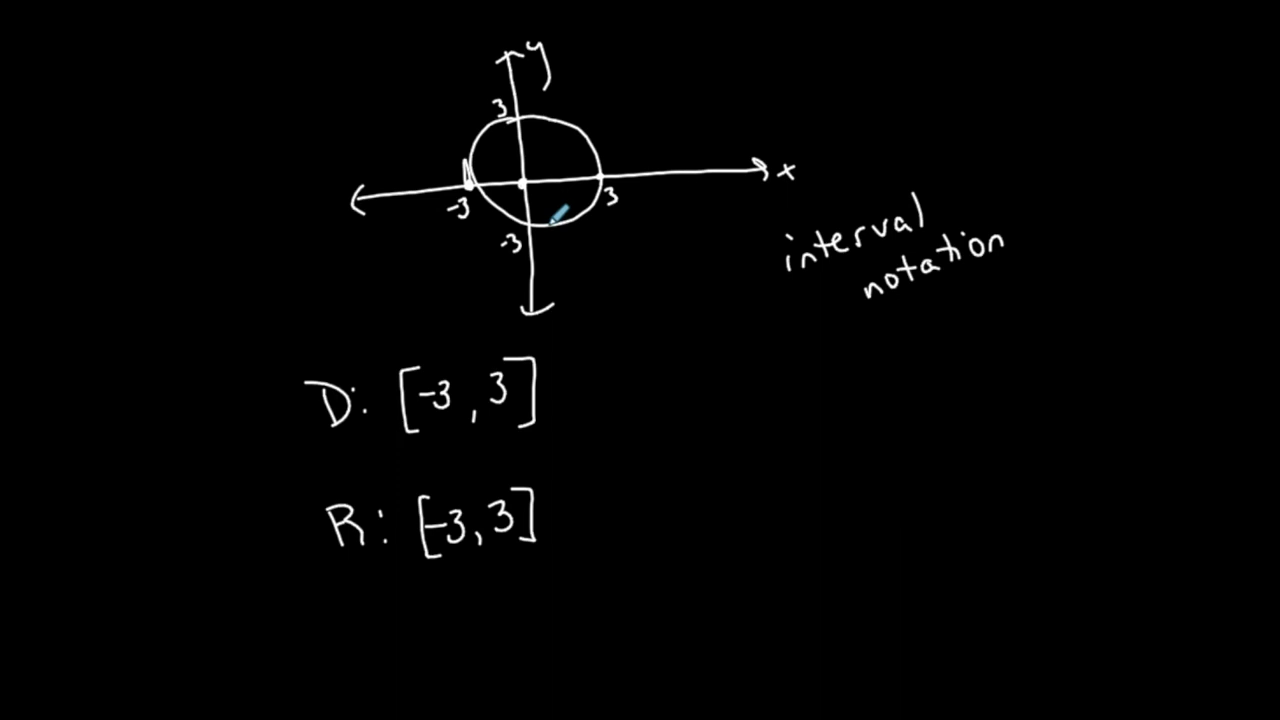 y
3
x
-3
3
-3
interval
notation
D: [-3, 3]
R: [-3, 3]